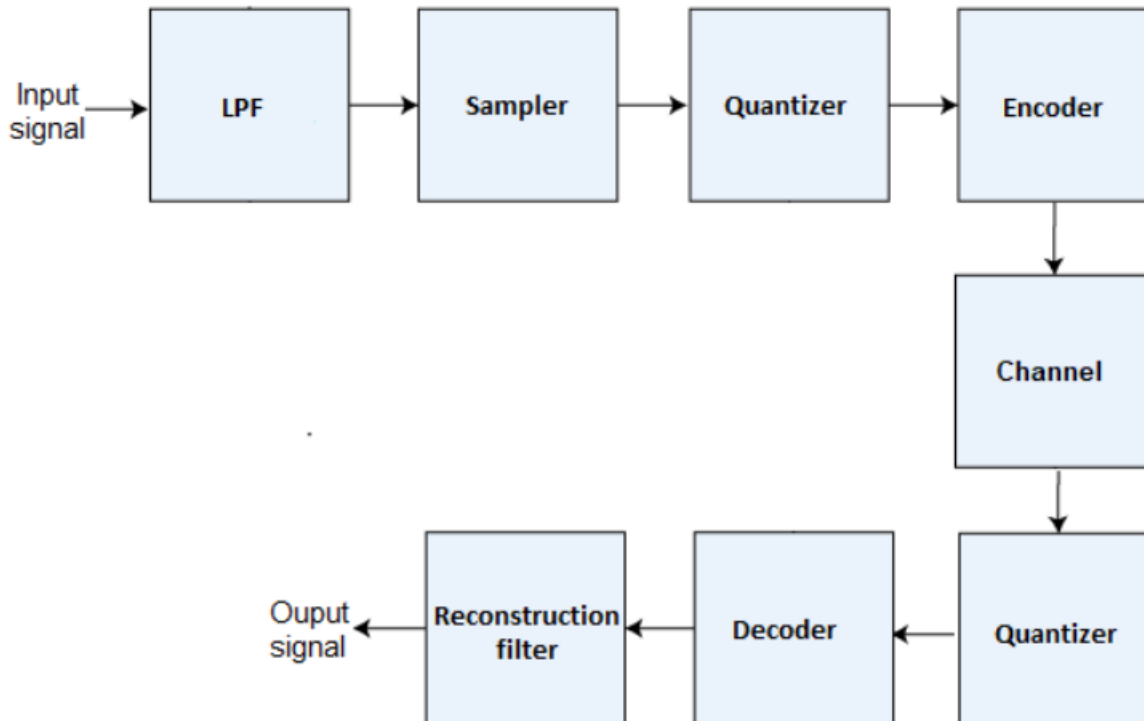 Input
signal
LPF
Sampler
Quantizer
Encoder
Channel
Quantizer
Decoder
Reconstruction
filter
Ouput
signal